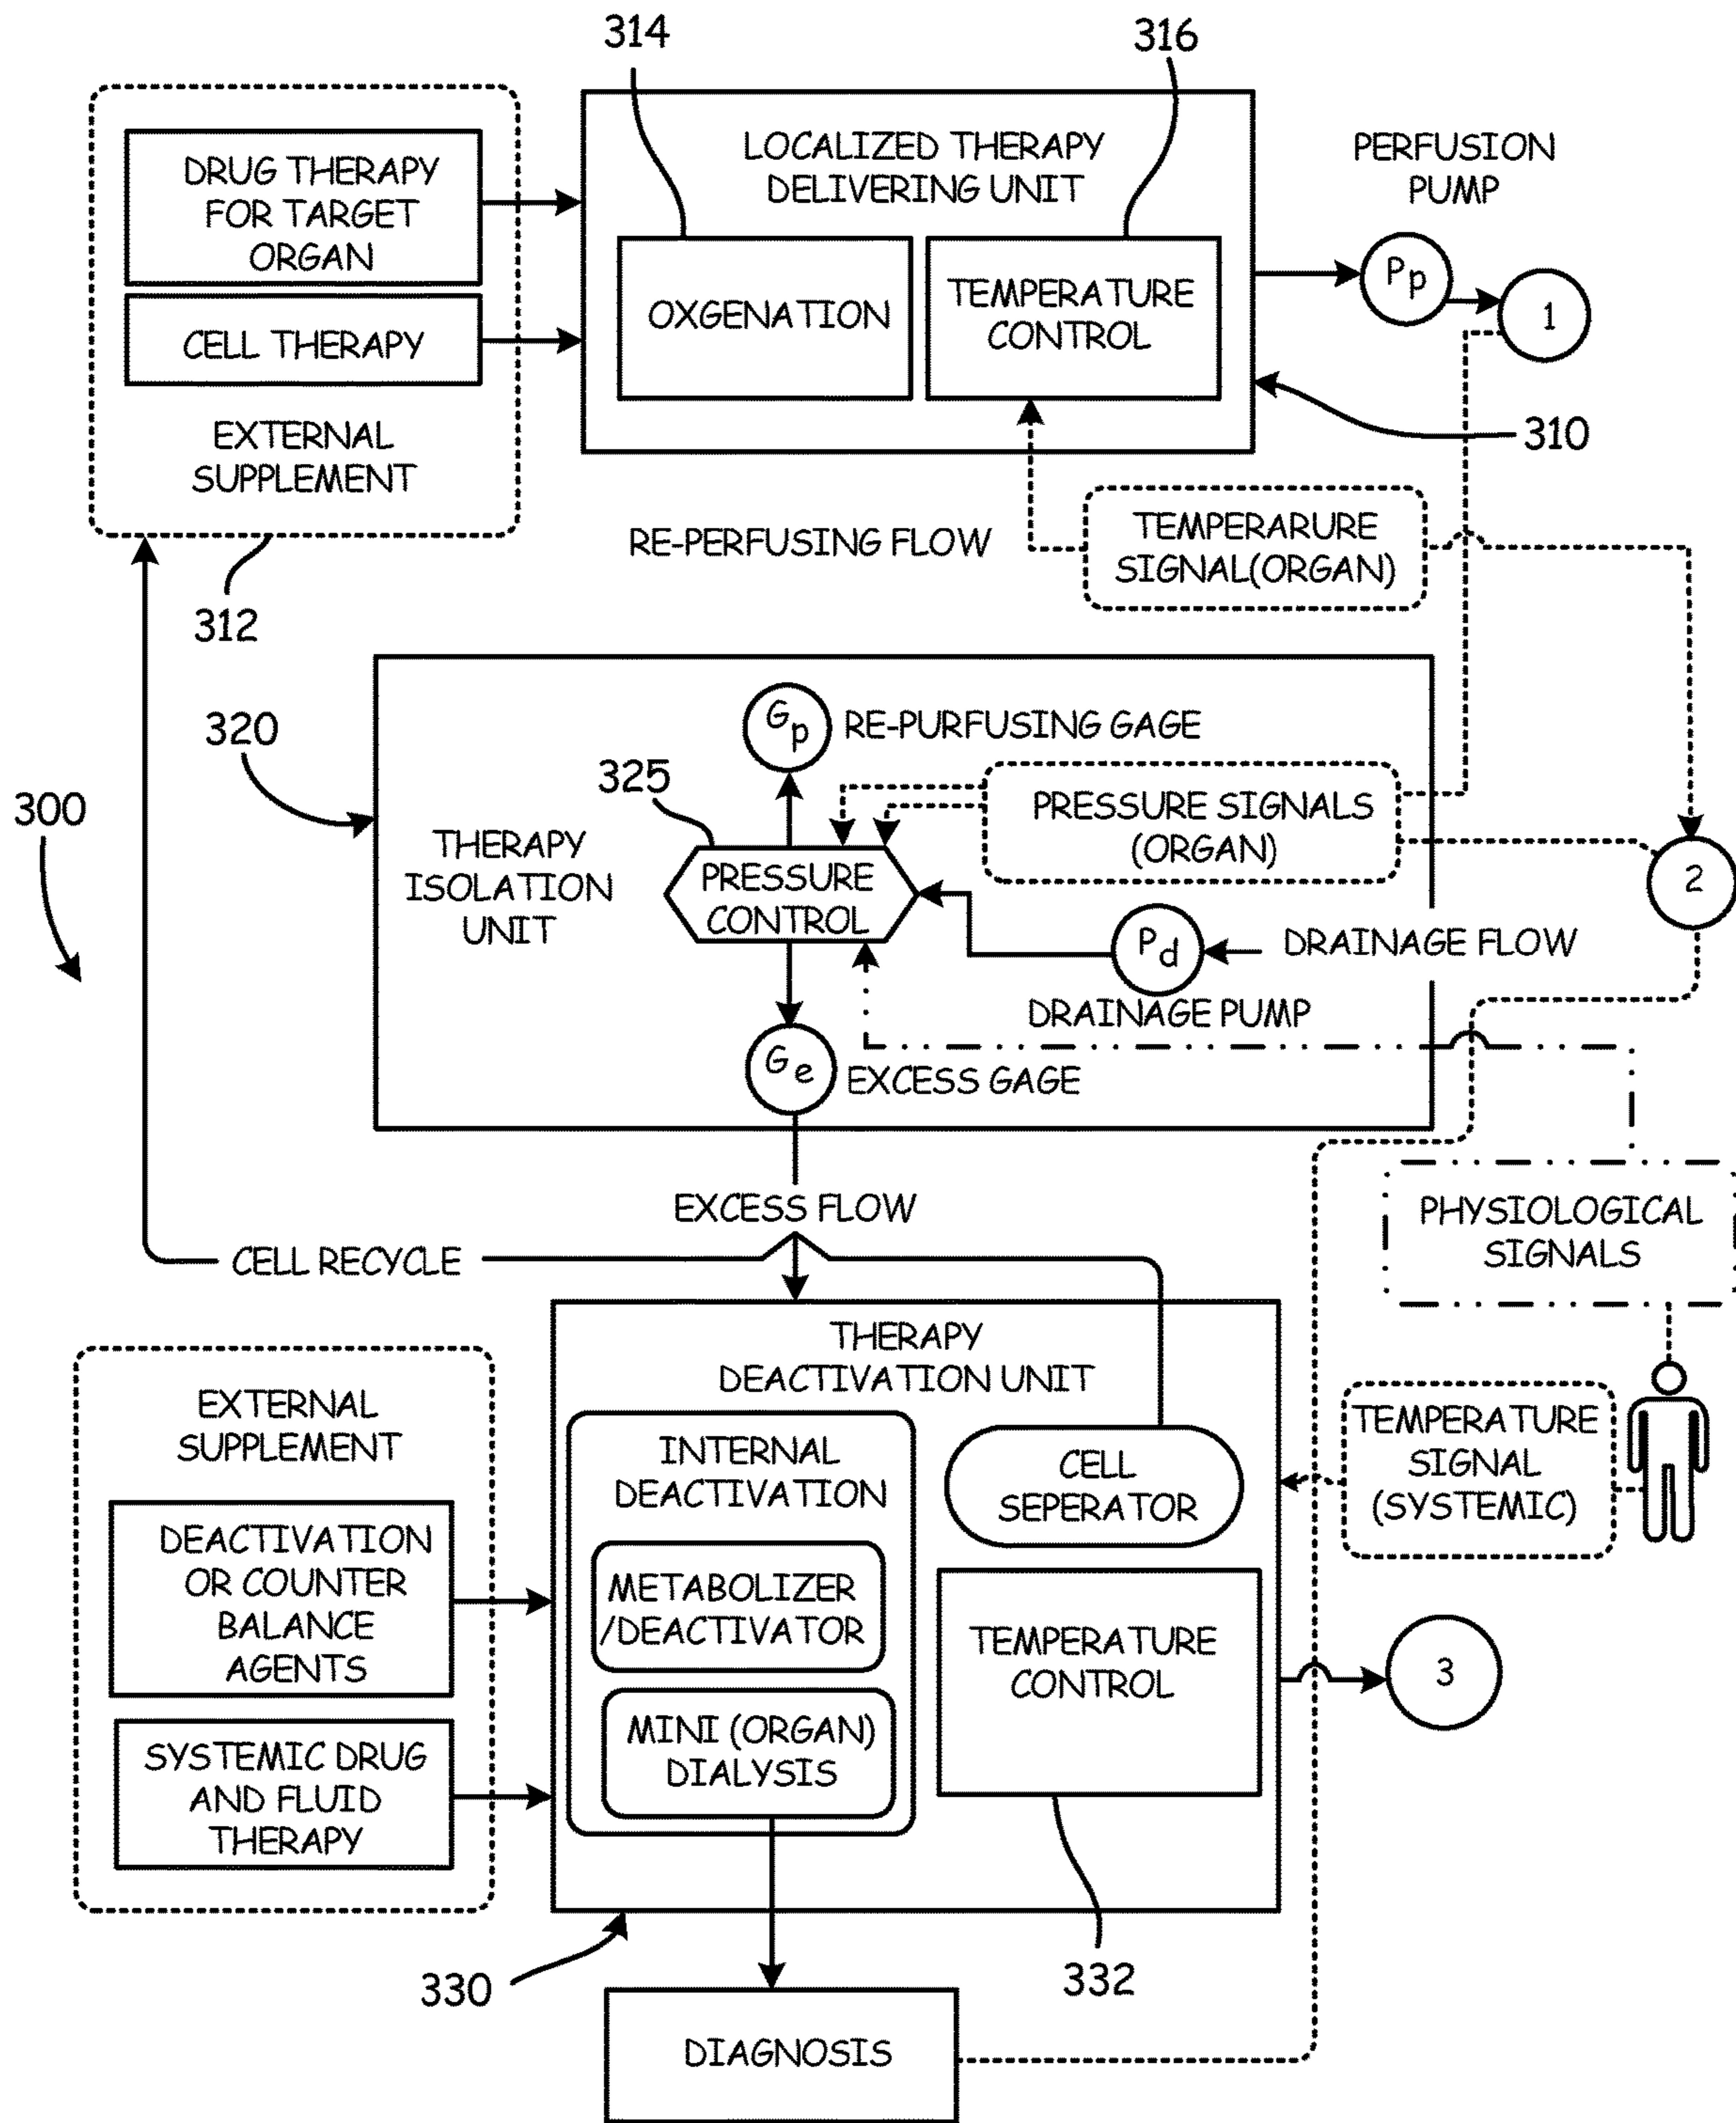 314
316
DRUG THERAPY
FOR TARGET
ORGAN
CELL THERAPY
EXTERNAL
SUPPLEMENT
312
LOCALIZED THERAPY
DELIVERING UNIT
OXGENATION
TEMPERATURE
CONTROL
PERFUSION
PUMP
Pp
1
310
RE-PERFUSING FLOW
TEMPERARURE
SIGNAL(ORGAN)
300
320
THERAPY
ISOLATION
UNIT
Gp
RE-PURFUSING GAGE
325
PRESSURE
CONTROL
PRESSURE SIGNALS
(ORGAN)
2
Pd
DRAINAGE FLOW
DRAINAGE PUMP
Ge
EXCESS GAGE
EXCESS FLOW
CELL RECYCLE
PHYSIOLOGICAL
SIGNALS
EXTERNAL
SUPPLEMENT
DEACTIVATION
OR COUNTER
BALANCE
AGENTS
SYSTEMIC DRUG
AND FLUID
THERAPY
THERAPY
DEACTIVATION UNIT
INTERNAL
DEACTIVATION
METABOLIZER
/DEACTIVATOR
MINI (ORGAN)
DIALYSIS
CELL
SEPERATOR
TEMPERATURE
CONTROL
TEMPERATURE
SIGNAL
(SYSTEMIC)
3
330
332
DIAGNOSIS